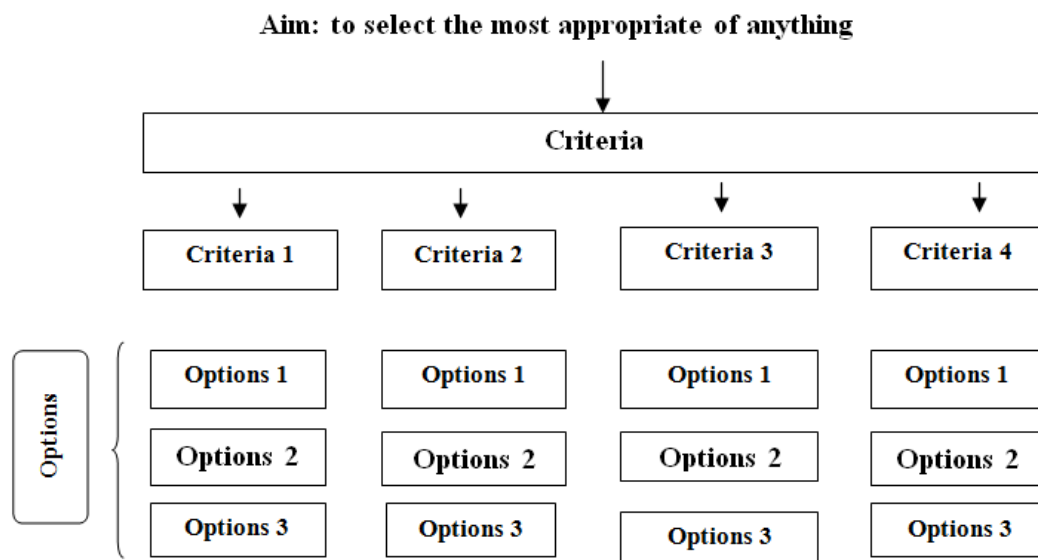 Aim: to select the most appropriate of anything
Criteria
Criteria 1
Criteria 2
Criteria 3
Criteria 4
Options
Options 1
Options 1
Options 1
Options 1
Options 2
Options 2
Options 2
Options 2
Options 3
Options 3
Options 3
Options 3